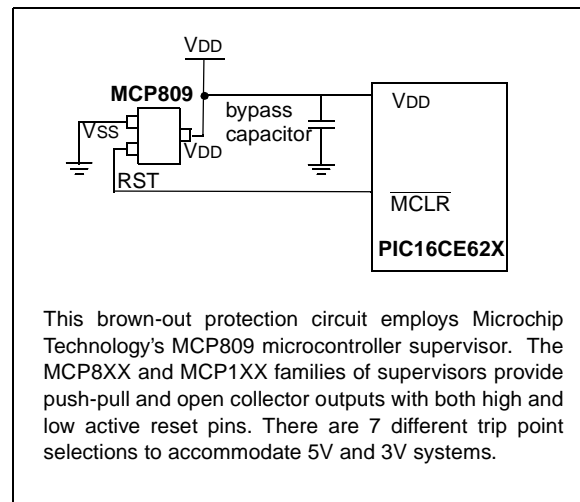 VDD
MCP809
bypass
capacitor
VDD
VSS
VDD
RST
MCLR
PIC16CE62X
This brown-out protection circuit employs Microchip
Technology's MCP809 microcontroller supervisor. The
MCP8XX and MCP1XX families of supervisors provide
push-pull and open collector outputs with both high and
low active reset pins. There are 7 different trip point
selections to accommodate 5V and 3V systems.